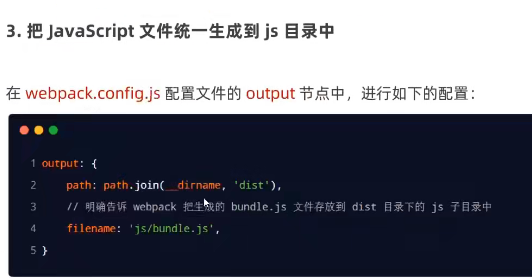 3. 把 JavaScript 文件统一生成到 js 目录中
在 webpack.config.js 配置文件的 output 节点中，进行如下的配置：
1 output: {
2 path: path.join(__dirname, 'dist'),
3 // 明确告诉 webpack 把生成的 bundle.js 文件存放到 dist 目录下的 js 子目录中
4 filename: 'js/bundle.js',
5 }